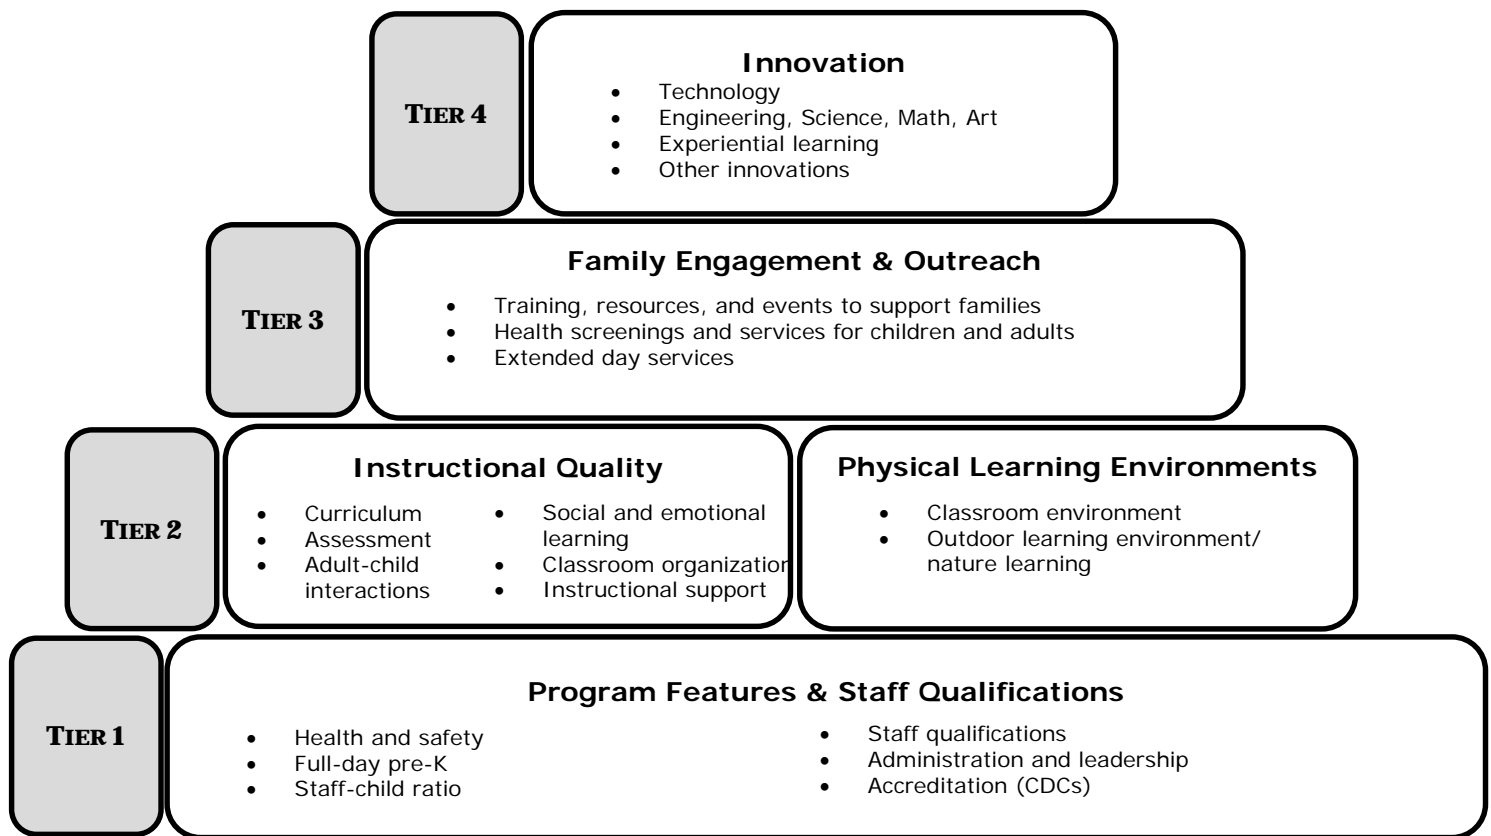 TIER 4
Innovation
• Technology
• Engineering, Science, Math, Art
• Experiential learning
• Other innovations
TIER 3
Family Engagement & Outreach
• Training, resources, and events to support families
• Health screenings and services for children and adults
• Extended day services
TIER 2
Instructional Quality
• Curriculum
• Assessment
• Adult-child
interactions
• Social and emotional
learning
• Classroom organization
• Instructional support
Physical Learning Environments
• Classroom environment
• Outdoor learning environment/
nature learning
TIER 1
Program Features & Staff Qualifications
• Health and safety
• Full-day pre-K
• Staff-child ratio
• Staff qualifications
• Administration and leadership
• Accreditation (CDCs)